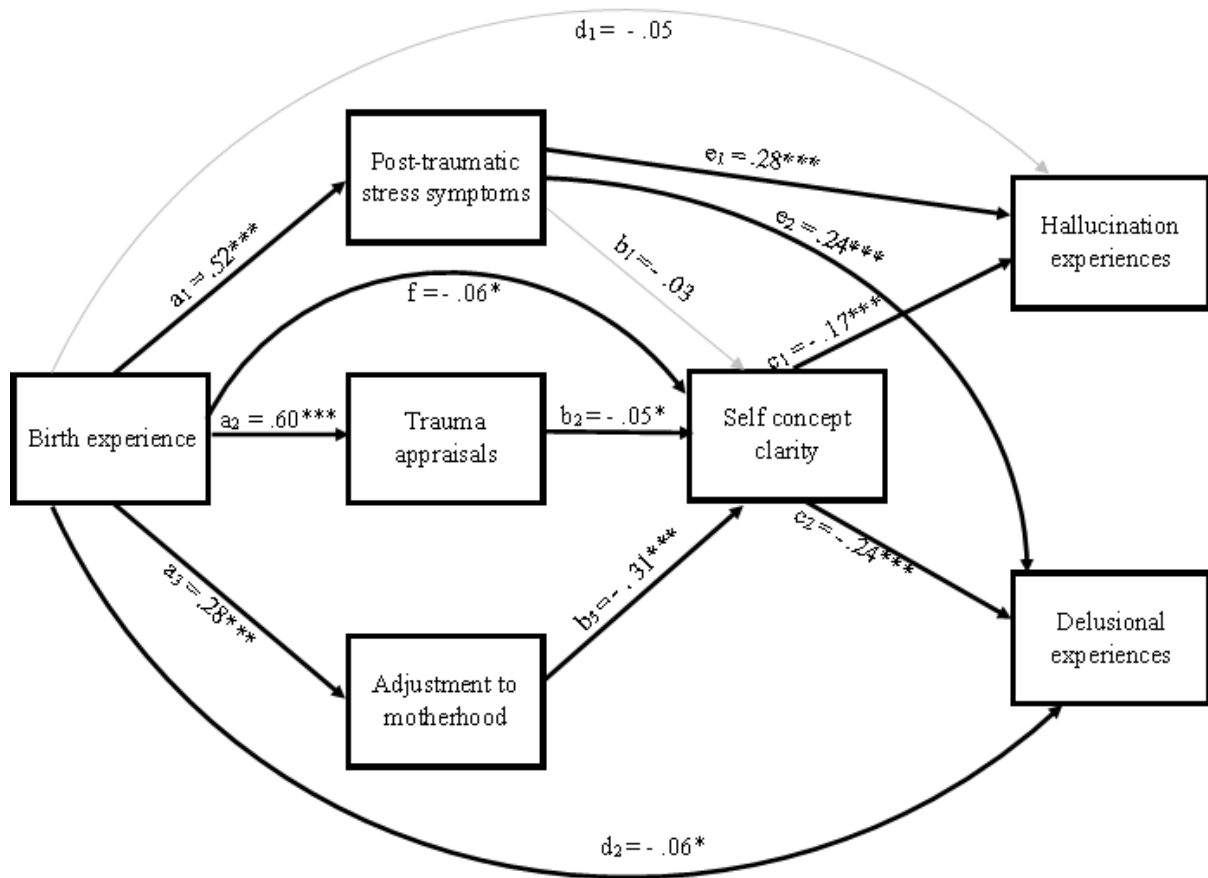 d₁ = - .05
Post-traumatic
stress symptoms
e₁ = .28***
Hallucination
experiences
e₂ = .24***
a₁ = .52***
b₁ = - .03
f = - .06*
c₁ = - .17***
Birth experience
a₂ = .60***
Trauma
appraisals
b₂ = - .05*
Self concept
clarity
a₃ = .28***
b₃ = - .31***
c₂ = - .24***
Adjustment to
motherhood
Delusional
experiences
d₂ = - .06*